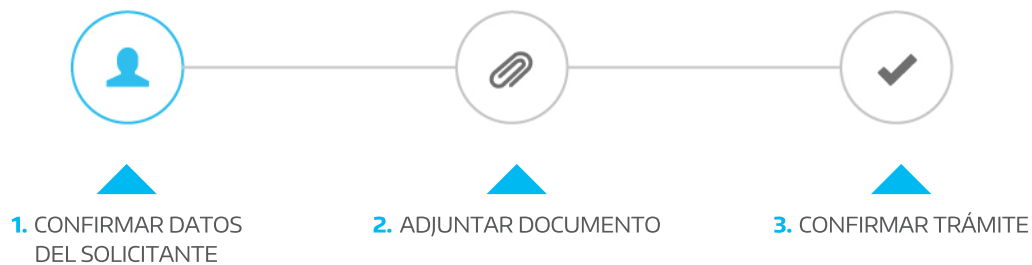 1. CONFIRMAR DATOS
DEL SOLICITANTE
2. ADJUNTAR DOCUMENTO
3. CONFIRMAR TRÁMITE